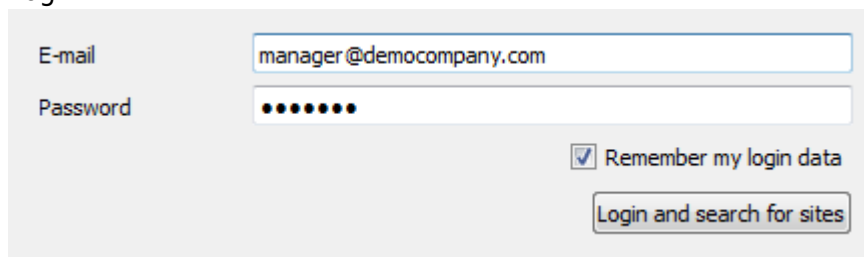 E-mail manager@democompany.com
Password •••••••
Remember my login data
Login and search for sites